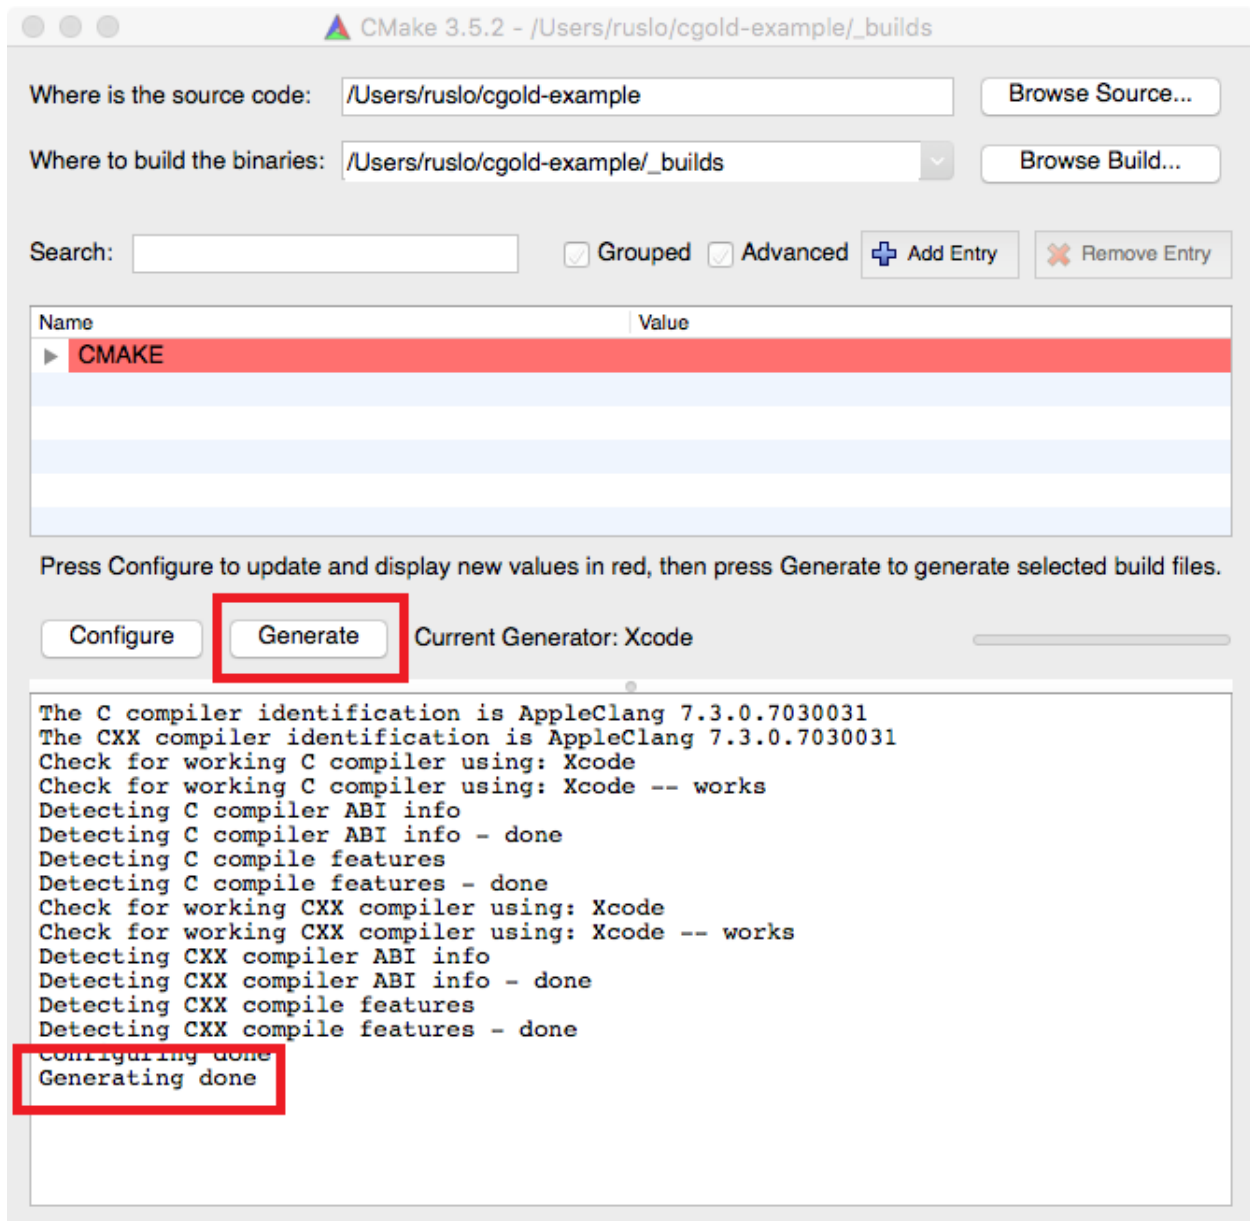 CMake 3.5.2 - /Users/ruslo/cgold-example/_builds
Where is the source code: /Users/ruslo/cgold-example Browse Source...
Where to build the binaries: /Users/ruslo/cgold-example/_builds Browse Build...
Search: Grouped Advanced Add Entry Remove Entry
Name Value
CMAKE
Press Configure to update and display new values in red, then press Generate to generate selected build files.
Configure Generate Current Generator: Xcode
The C compiler identification is AppleClang 7.3.0.7030031
The CXX compiler identification is AppleClang 7.3.0.7030031
Check for working C compiler using: Xcode
Check for working C compiler using: Xcode -- works
Detecting C compiler ABI info
Detecting C compiler ABI info - done
Detecting C compile features
Detecting C compile features - done
Check for working CXX compiler using: Xcode
Check for working CXX compiler using: Xcode -- works
Detecting CXX compiler ABI info
Detecting CXX compiler ABI info - done
Detecting CXX compile features
Detecting CXX compile features - done
Configuring done
Generating done